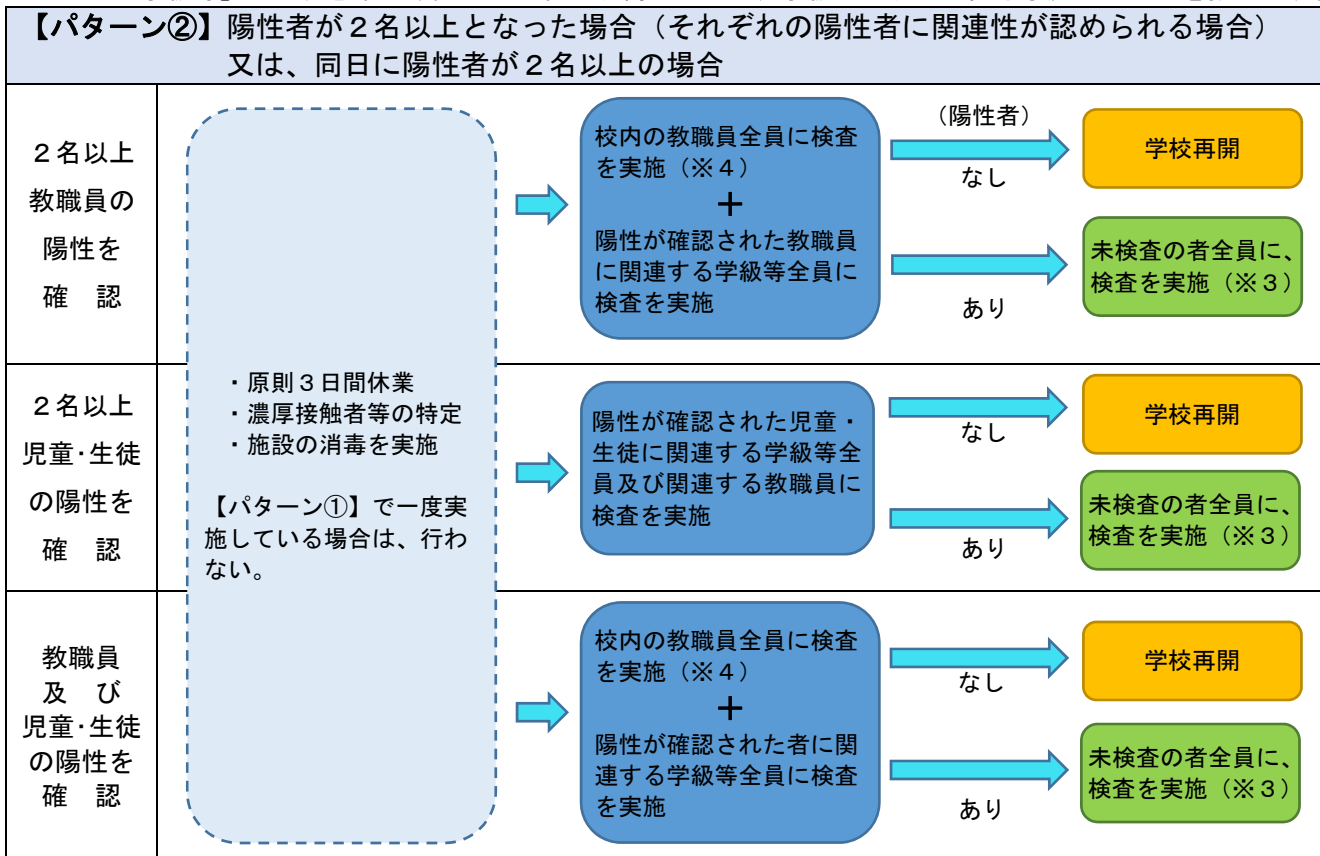 【パターン②】陽性者が２名以上となった場合（それぞれの陽性者に関連性が認められる場合）
又は、同日に陽性者が２名以上の場合
２名以上
教職員の
陽性を
確　認
・原則３日間休業
・濃厚接触者等の特定
・施設の消毒を実施
【パターン①】で一度実
施している場合は、行わ
ない。
校内の教職員全員に検査
を実施（※４）
＋
陽性が確認された教職員
に関連する学級等全員に
検査を実施
（陽性者）
なし
学校再開
あり
未検査の者全員に、
検査を実施（※３）
２名以上
児童・生徒
の陽性を
確　認
陽性が確認された児童・
生徒に関連する学級等全
員及び関連する教職員に
検査を実施
なし
学校再開
あり
未検査の者全員に、
検査を実施（※３）
教職員
及　び
児童・生徒
の陽性を
確　認
校内の教職員全員に検査
を実施（※４）
＋
陽性が確認された者に関
連する学級等全員に検査
を実施
なし
学校再開
あり
未検査の者全員に、
検査を実施（※３）